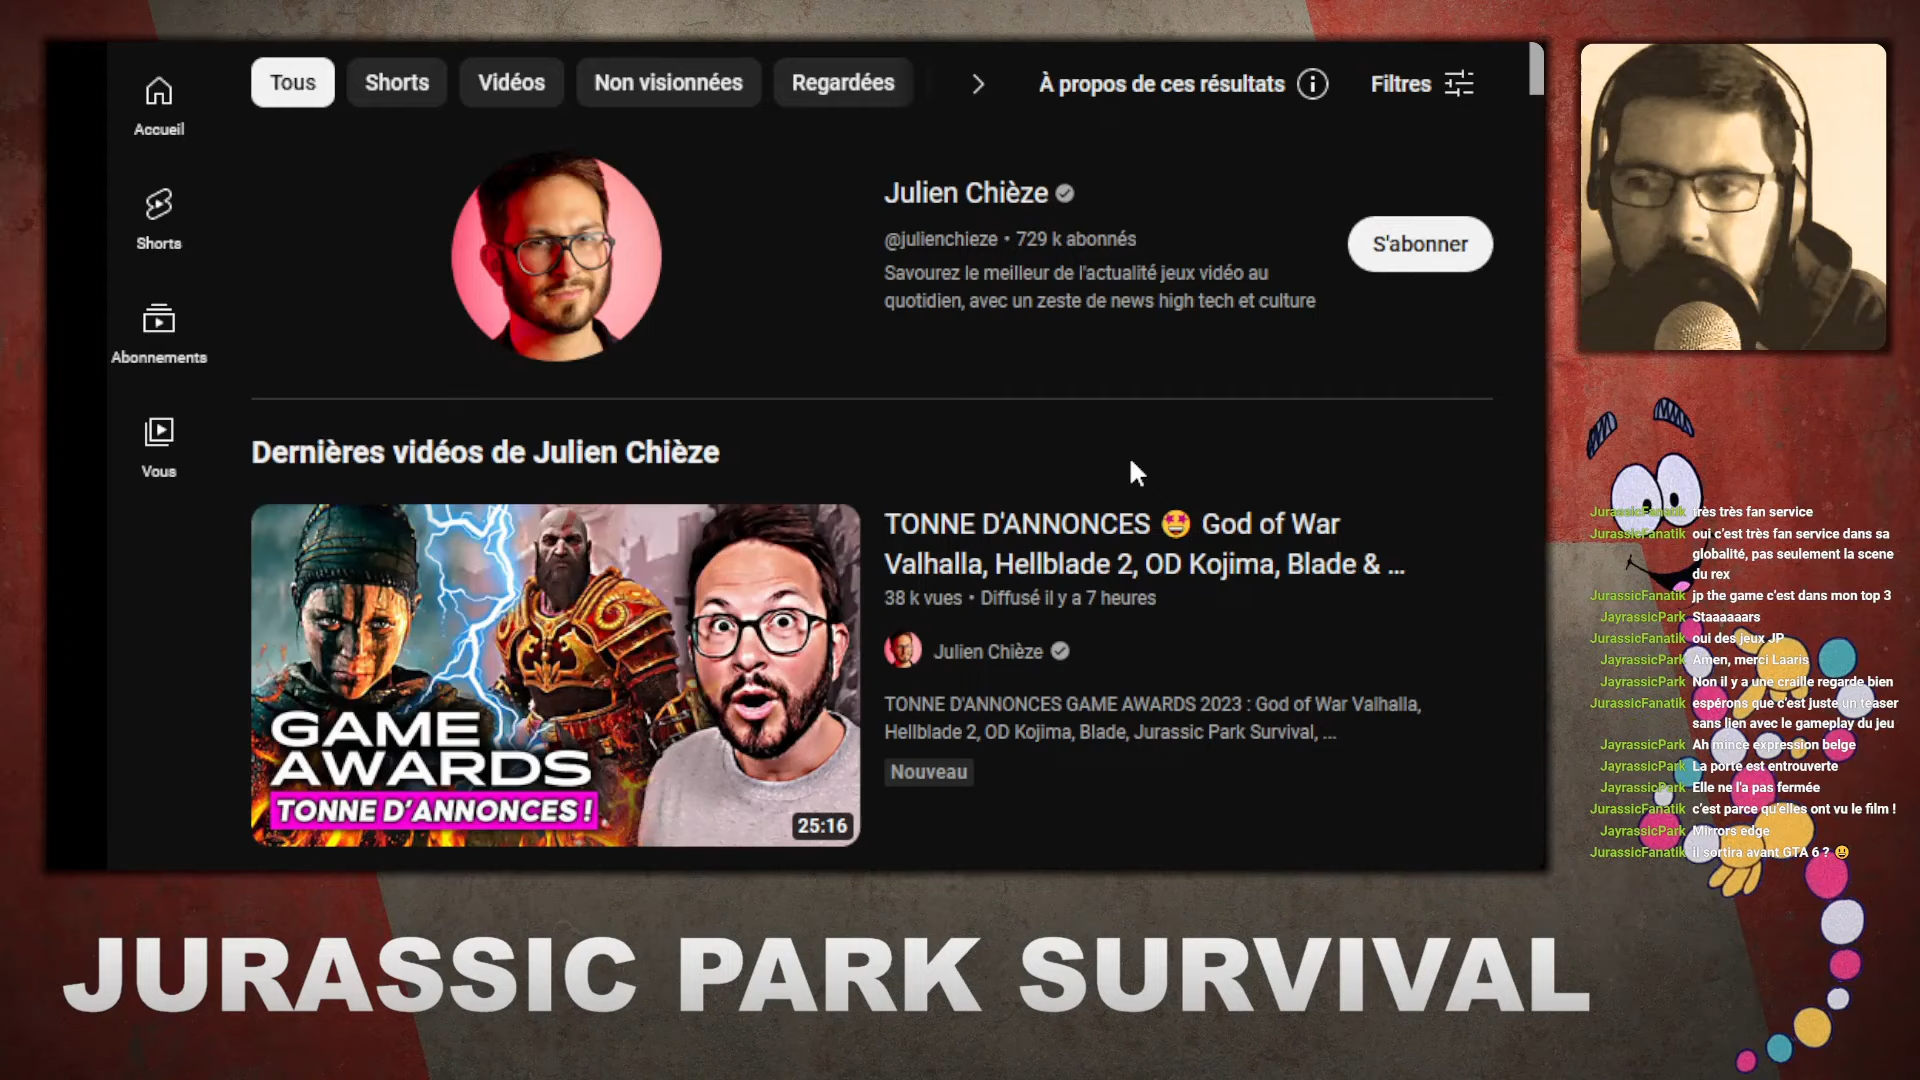 Tous
Shorts
Vidéos
Non visionnées
Regardées
À propos de ces résultats
Filtres
Accueil
Shorts
Abonnements
Vous
Julien Chièze
@julienchieze • 729 k abonnés
Savourez le meilleur de l'actualité jeux vidéo au
quotidien, avec un zeste de news high tech et culture
S'abonner
Dernières vidéos de Julien Chièze
GAME
AWARDS
TONNE D'ANNONCES !
25:16
TONNE D'ANNONCES 🤩 God of War
Valhalla, Hellblade 2, OD Kojima, Blade & ...
38 k vues • Diffusé il y a 7 heures
Julien Chièze
TONNE D'ANNONCES GAME AWARDS 2023 : God of War Valhalla,
Hellblade 2, OD Kojima, Blade, Jurassic Park Survival, ...
Nouveau
JurassicFanatik très très fan service
JurassicFanatik oui c'est très fan service dans sa
globalité, pas seulement la scene
du rex
JurassicFanatik jp the game c'est dans mon top 3
JayrassicPark Staaaaars
JurassicFanatik oui des jeux JP
JayrassicPark Amen, merci Laaris
JayrassicPark Non il y a une craille regarde bien
JurassicFanatik espérons que c'est juste un teaser
sans lien avec le gameplay du jeu
JayrassicPark Ah mince expression belge
JayrassicPark La porte est entrouverte
JayrassicPark Elle ne l'a pas fermée
JurassicFanatik c'est parce qu'elles ont vu le film !
JayrassicPark Mirrors edge
JurassicFanatik il sortira avant GTA 6 ? 😃
JURASSIC PARK SURVIVAL